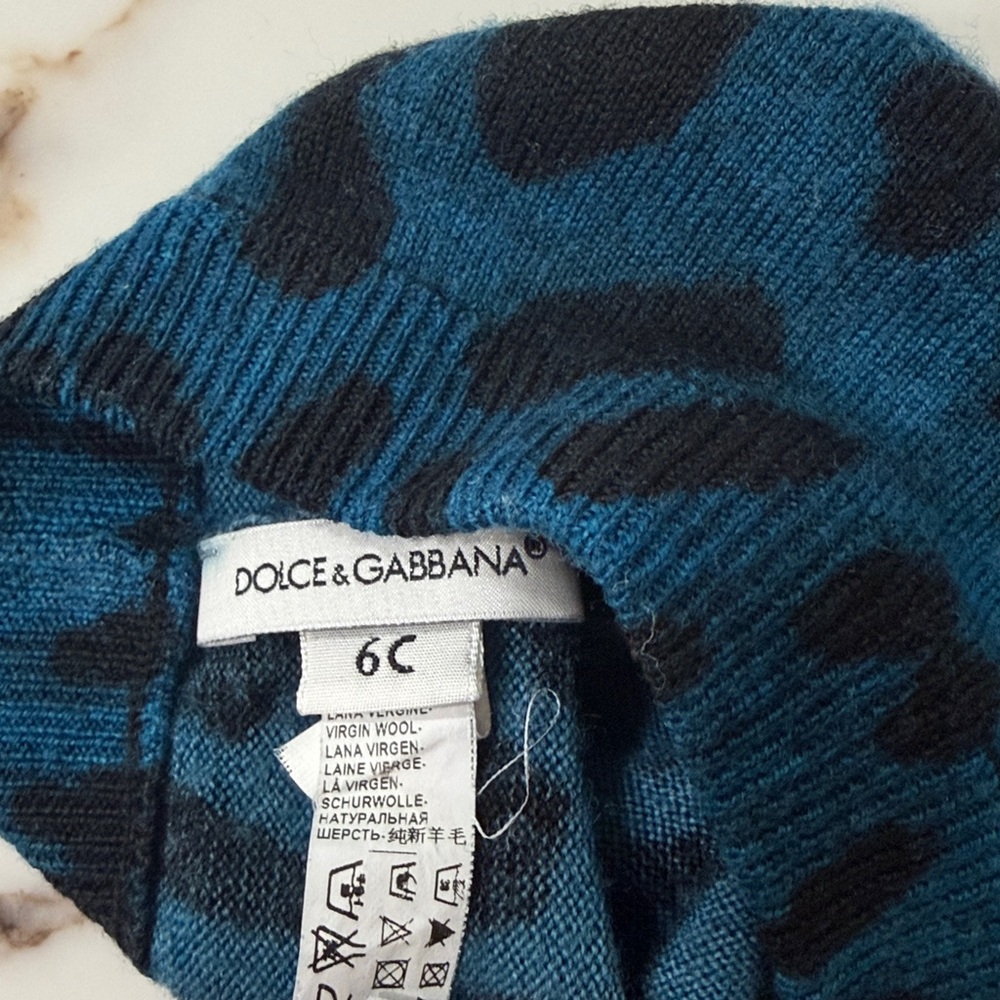 DOLCE & GABBANA®
6C
LANA VERGINE-
VIRGIN WOOL-
LANA VIRGEN-
LAINE VIERGE-
LÃ VIRGEN-
SCHURWOLLE-
НАТУРАЛЬНАЯ
ШЕРСТЬ-纯新羊毛